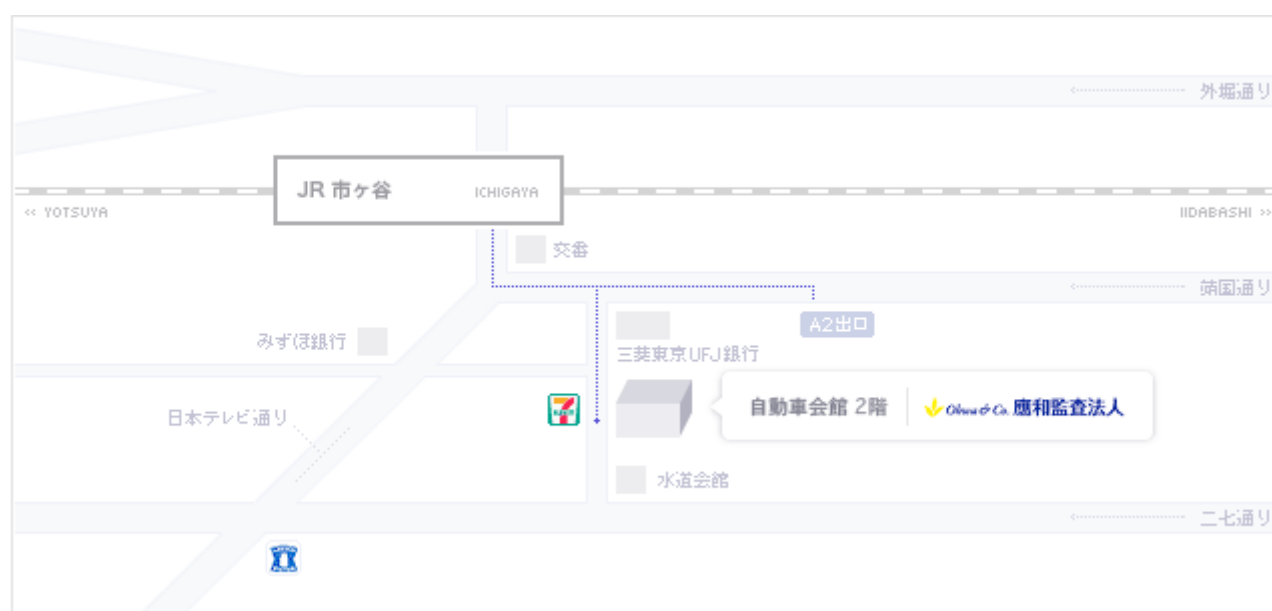 外堀通り
JR 市ヶ谷 ICHIGAYA
<< YOTSUYA
IIDABASHI >>
交番
靖国通り
A2出口
みずほ銀行
三菱東京UFJ銀行
日本テレビ通り
自動車会館 2階
Ohwa & Co. 應和監査法人
水道会館
二七通り